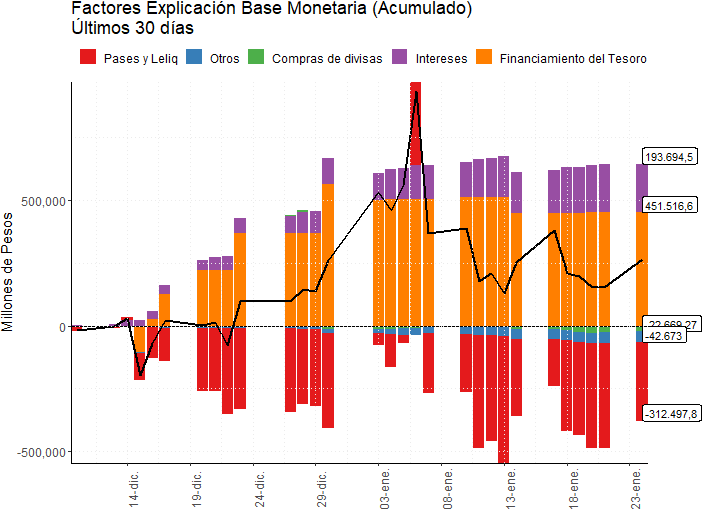 Factores Explicación Base Monetaria (Acumulado)
Últimos 30 días
Pases y Leliq
Otros
Compras de divisas
Intereses
Financiamiento del Tesoro
Millones de Pesos
500,000
0
-500,000
193.694,5
451.516,6
-22.669,27
-42.673
-312.497,8
14-dic.
19-dic.
24-dic.
29-dic.
03-ene.
08-ene.
13-ene.
18-ene.
23-ene.